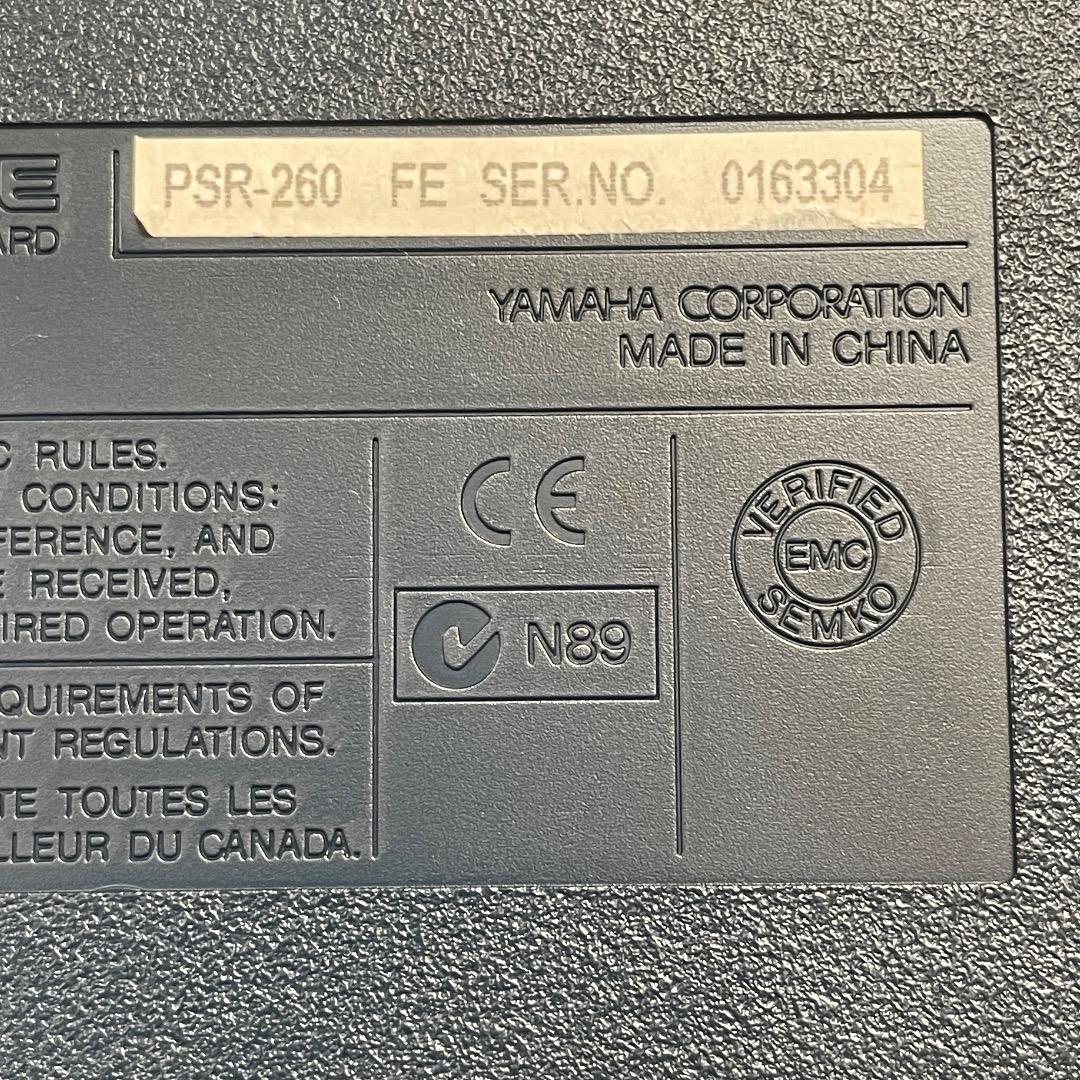 E
ARD
PSR-260 FE SER.NO. 0163304
YAMAHA CORPORATION
MADE IN CHINA
C RULES.
CONDITIONS:
FERENCE, AND
E RECEIVED,
IRED OPERATION.
QUIREMENTS OF
NT REGULATIONS.
TE TOUTES LES
LLEUR DU CANADA.
CE
N89
VERIFIED
EMC
SEMKO